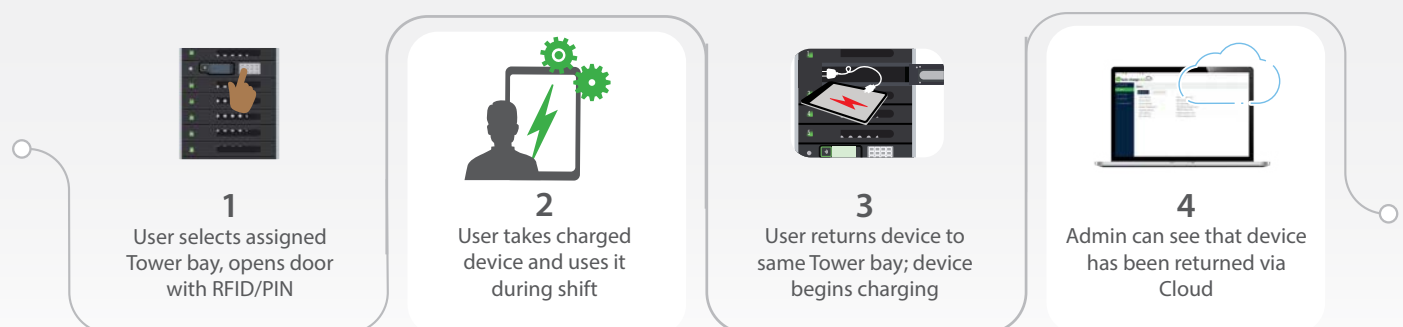 1
User selects assigned
Tower bay, opens door
with RFID/PIN
2
User takes charged
device and uses it
during shift
3
User returns device to
same Tower bay; device
begins charging
4
Admin can see that device
has been returned via
Cloud